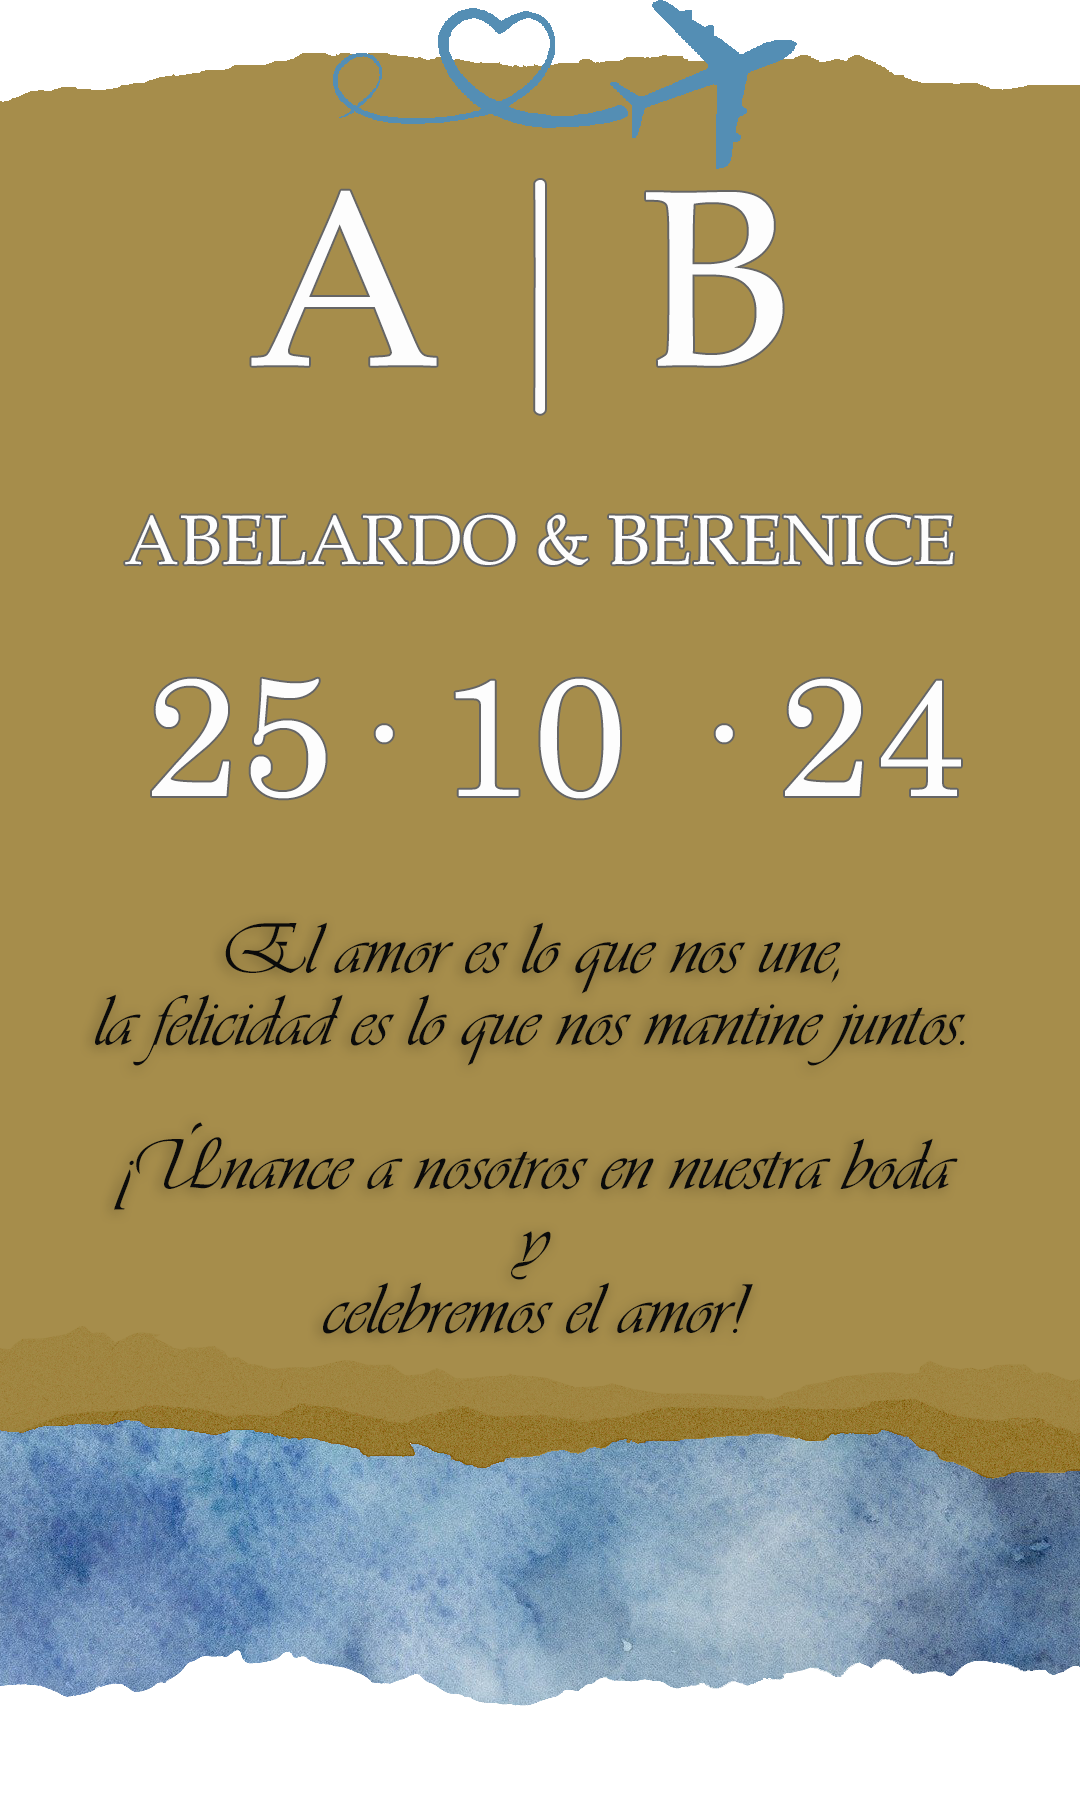 A | B
ABELARDO & BERENICE
25 · 10 · 24
El amor es lo que nos une,
la felicidad es lo que nos mantine juntos.
¡Únance a nosotros en nuestra boda
y
celebremos el amor!